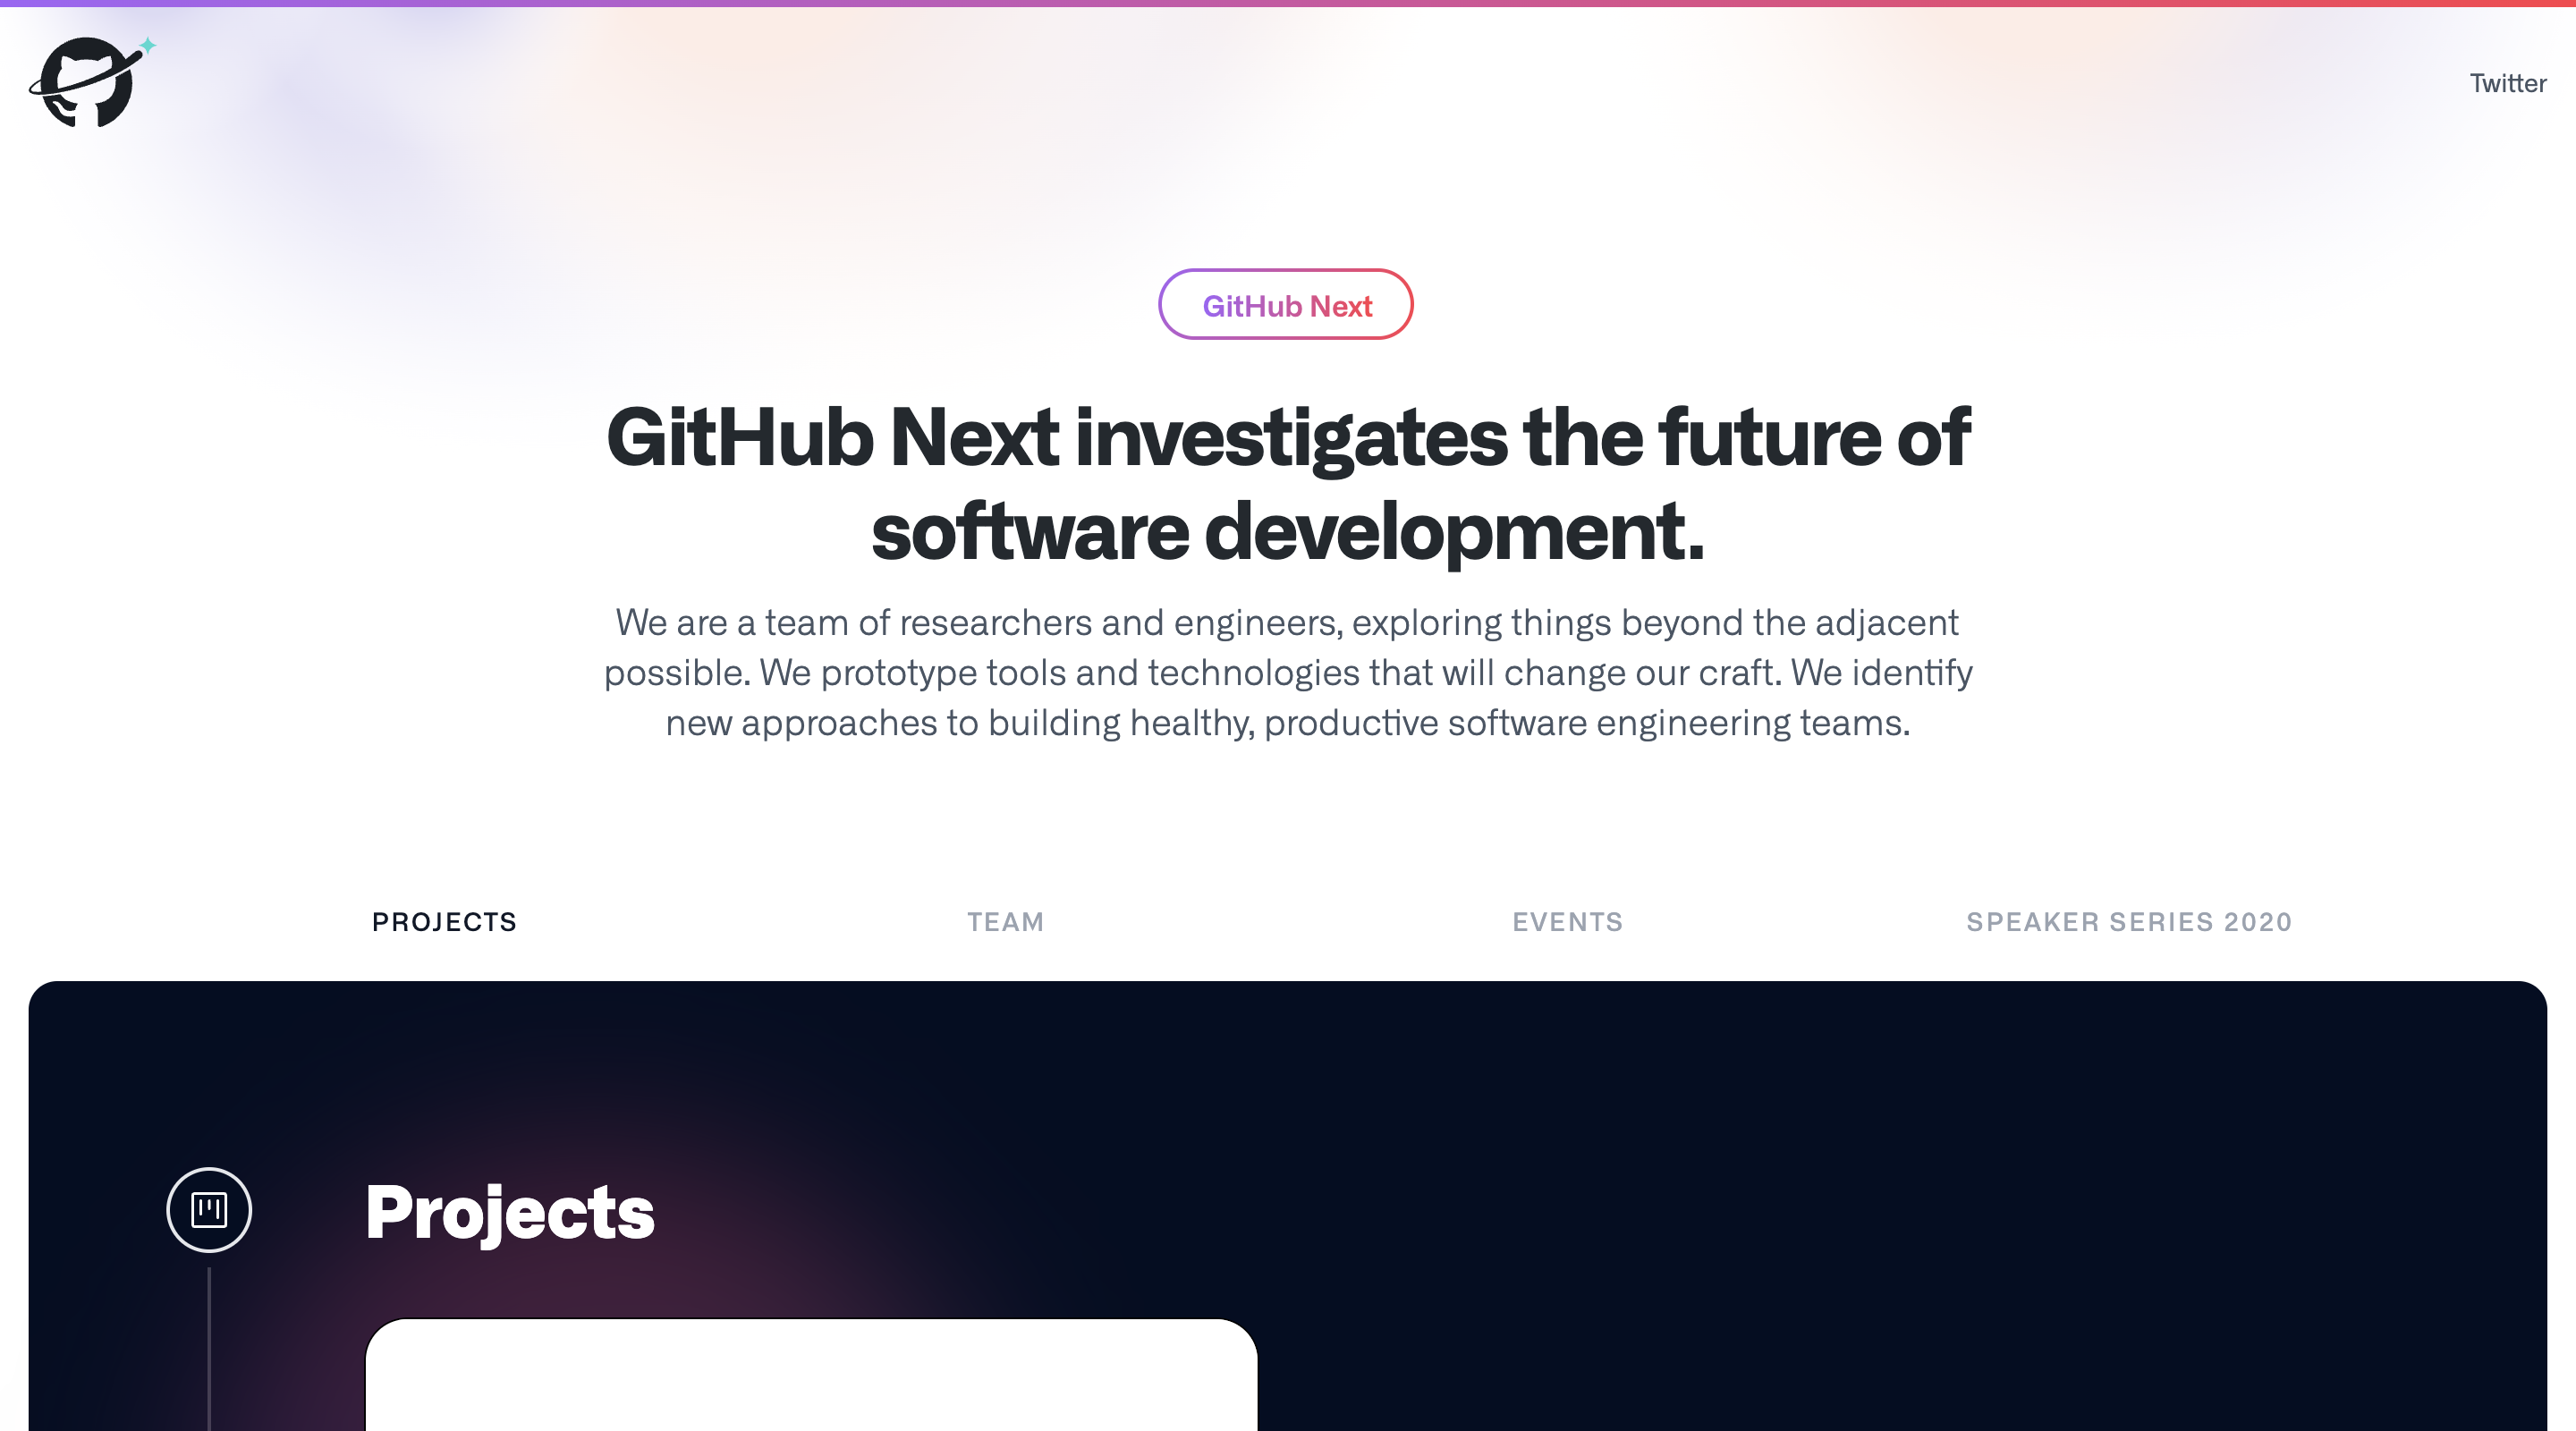 Twitter
GitHub Next
GitHub Next investigates the future of
software development.
We are a team of researchers and engineers, exploring things beyond the adjacent
possible. We prototype tools and technologies that will change our craft. We identify
new approaches to building healthy, productive software engineering teams.
PROJECTS
TEAM
EVENTS
SPEAKER SERIES 2020
Projects